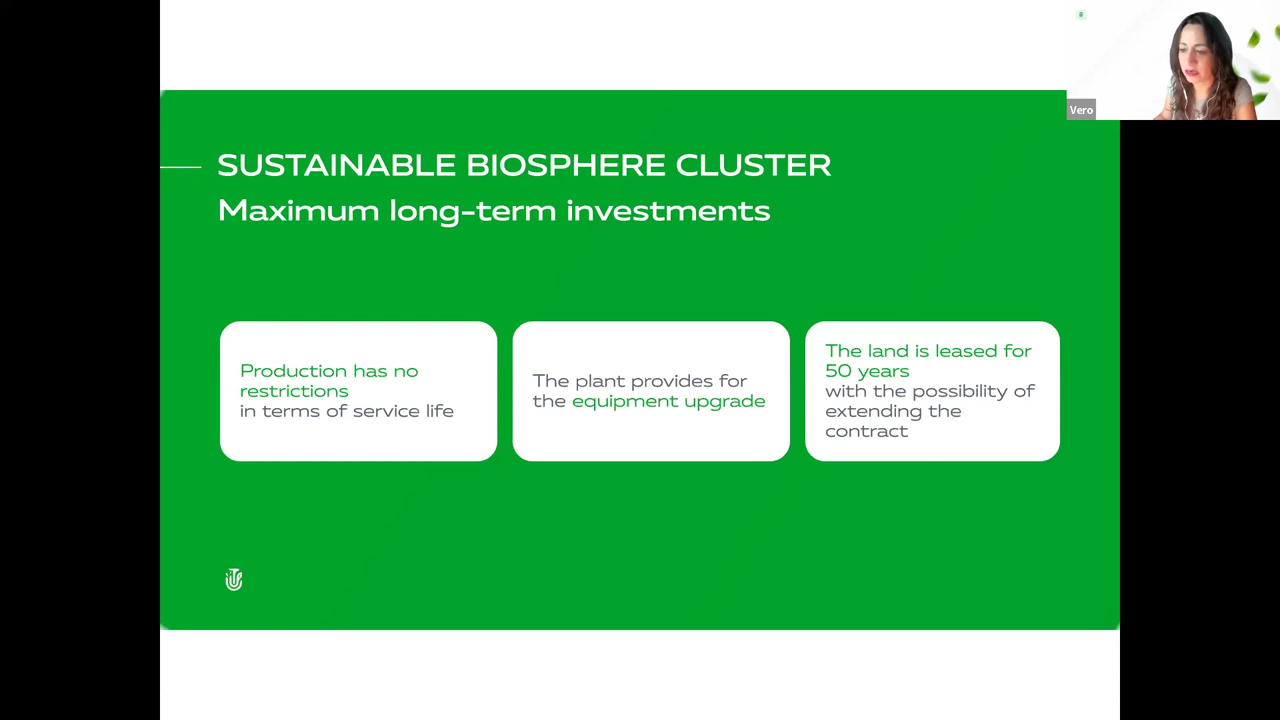 Vero
SUSTAINABLE BIOSPHERE CLUSTER
Maximum long-term investments
Production has no
restrictions
in terms of service life
The plant provides for
the equipment upgrade
The land is leased for
50 years
with the possibility of
extending the
contract